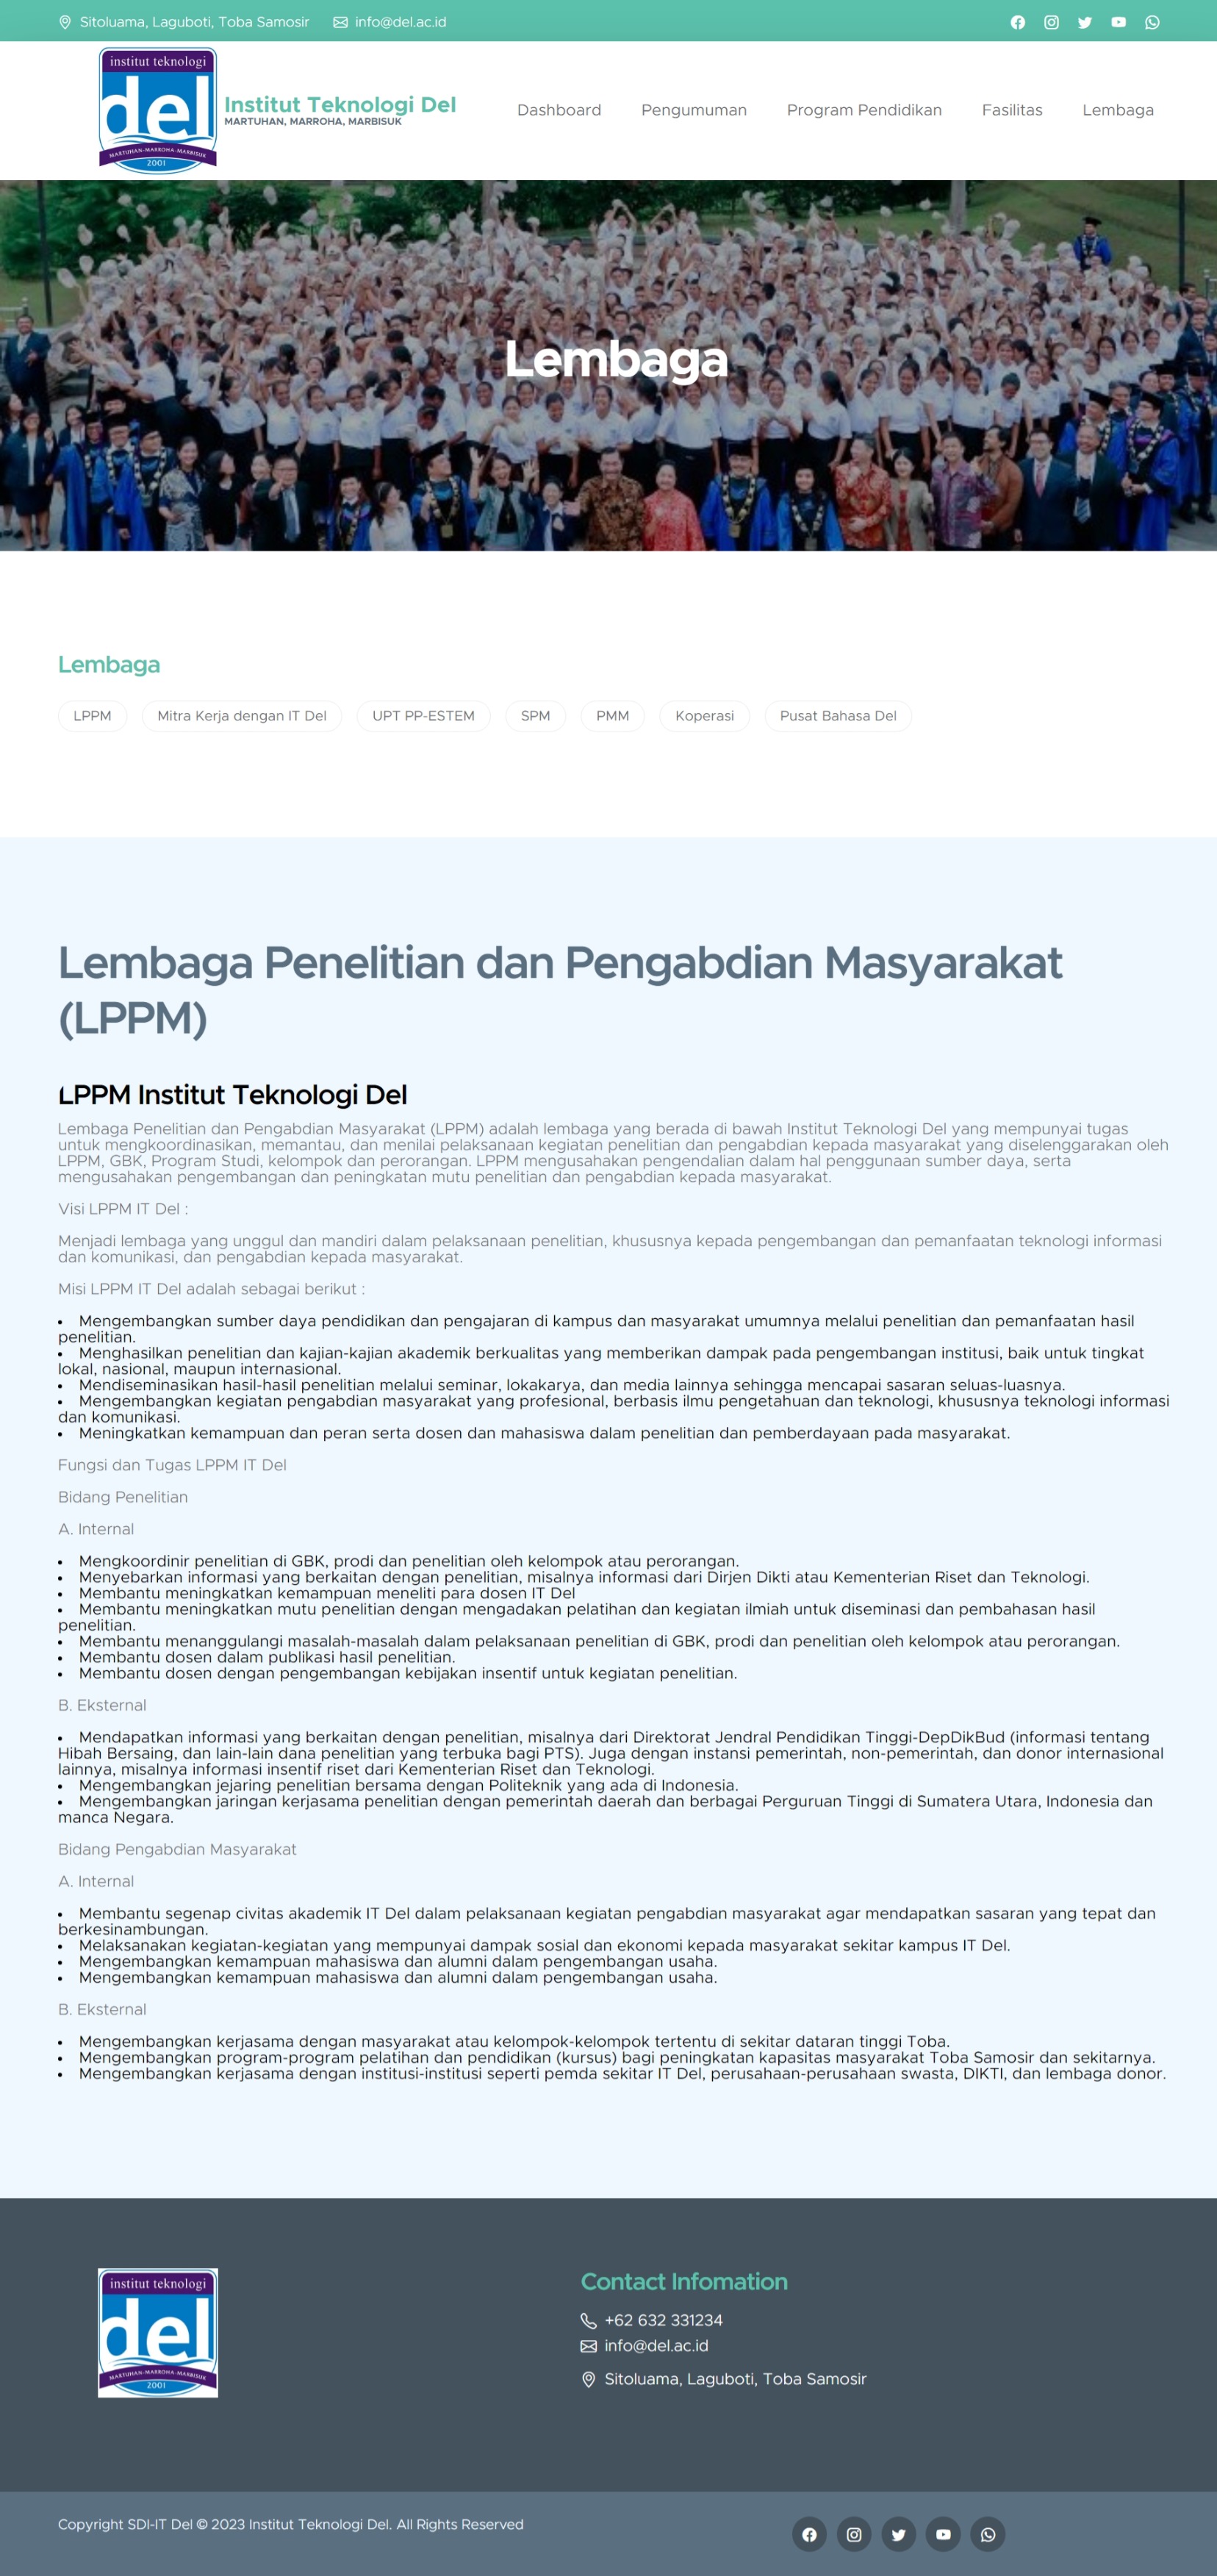 Sitoluama, Laguboti, Toba Samosir info@del.ac.id
institut teknologi
del
MARTUHAN-MARROHA-MARBISUK
2001
Institut Teknologi Del
MARTUHAN, MARROHA, MARBISUK
Dashboard Pengumuman Program Pendidikan Fasilitas Lembaga
Lembaga
Lembaga
LPPM Mitra Kerja dengan IT Del UPT PP-ESTEM SPM PMM Koperasi Pusat Bahasa Del
Lembaga Penelitian dan Pengabdian Masyarakat
(LPPM)
LPPM Institut Teknologi Del
Lembaga Penelitian dan Pengabdian Masyarakat (LPPM) adalah lembaga yang berada di bawah Institut Teknologi Del yang mempunyai tugas
untuk mengkoordinasikan, memantau, dan menilai pelaksanaan kegiatan penelitian dan pengabdian kepada masyarakat yang diselenggarakan oleh
LPPM, GBK, Program Studi, kelompok dan perorangan. LPPM mengusahakan pengendalian dalam hal penggunaan sumber daya, serta
mengusahakan pengembangan dan peningkatan mutu penelitian dan pengabdian kepada masyarakat.
Visi LPPM IT Del :
Menjadi lembaga yang unggul dan mandiri dalam pelaksanaan penelitian, khususnya kepada pengembangan dan pemanfaatan teknologi informasi
dan komunikasi, dan pengabdian kepada masyarakat.
Misi LPPM IT Del adalah sebagai berikut :
• Mengembangkan sumber daya pendidikan dan pengajaran di kampus dan masyarakat umumnya melalui penelitian dan pemanfaatan hasil
penelitian.
• Menghasilkan penelitian dan kajian-kajian akademik berkualitas yang memberikan dampak pada pengembangan institusi, baik untuk tingkat
lokal, nasional, maupun internasional.
• Mendiseminasikan hasil-hasil penelitian melalui seminar, lokakarya, dan media lainnya sehingga mencapai sasaran seluas-luasnya.
• Mengembangkan kegiatan pengabdian masyarakat yang profesional, berbasis ilmu pengetahuan dan teknologi, khususnya teknologi informasi
dan komunikasi.
• Meningkatkan kemampuan dan peran serta dosen dan mahasiswa dalam penelitian dan pemberdayaan pada masyarakat.
Fungsi dan Tugas LPPM IT Del
Bidang Penelitian
A. Internal
• Mengkoordinir penelitian di GBK, prodi dan penelitian oleh kelompok atau perorangan.
• Menyebarkan informasi yang berkaitan dengan penelitian, misalnya informasi dari Dirjen Dikti atau Kementerian Riset dan Teknologi.
• Membantu meningkatkan kemampuan meneliti para dosen IT Del
• Membantu meningkatkan mutu penelitian dengan mengadakan pelatihan dan kegiatan ilmiah untuk diseminasi dan pembahasan hasil
penelitian.
• Membantu menanggulangi masalah-masalah dalam pelaksanaan penelitian di GBK, prodi dan penelitian oleh kelompok atau perorangan.
• Membantu dosen dalam publikasi hasil penelitian.
• Membantu dosen dengan pengembangan kebijakan insentif untuk kegiatan penelitian.
B. Eksternal
• Mendapatkan informasi yang berkaitan dengan penelitian, misalnya dari Direktorat Jendral Pendidikan Tinggi-DepDikBud (informasi tentang
Hibah Bersaing, dan lain-lain dana penelitian yang terbuka bagi PTS). Juga dengan instansi pemerintah, non-pemerintah, dan donor internasional
lainnya, misalnya informasi insentif riset dari Kementerian Riset dan Teknologi.
• Mengembangkan jejaring penelitian bersama dengan Politeknik yang ada di Indonesia.
• Mengembangkan jaringan kerjasama penelitian dengan pemerintah daerah dan berbagai Perguruan Tinggi di Sumatera Utara, Indonesia dan
manca Negara.
Bidang Pengabdian Masyarakat
A. Internal
• Membantu segenap civitas akademik IT Del dalam pelaksanaan kegiatan pengabdian masyarakat agar mendapatkan sasaran yang tepat dan
berkesinambungan.
• Melaksanakan kegiatan-kegiatan yang mempunyai dampak sosial dan ekonomi kepada masyarakat sekitar kampus IT Del.
• Mengembangkan kemampuan mahasiswa dan alumni dalam pengembangan usaha.
• Mengembangkan kemampuan mahasiswa dan alumni dalam pengembangan usaha.
B. Eksternal
• Mengembangkan kerjasama dengan masyarakat atau kelompok-kelompok tertentu di sekitar dataran tinggi Toba.
• Mengembangkan program-program pelatihan dan pendidikan (kursus) bagi peningkatan kapasitas masyarakat Toba Samosir dan sekitarnya.
• Mengembangkan kerjasama dengan institusi-institusi seperti pemda sekitar IT Del, perusahaan-perusahaan swasta, DIKTI, dan lembaga donor.
institut teknologi
del
MARTUHAN-MARROHA-MARBISUK
2001
Contact Infomation
+62 632 331234
info@del.ac.id
Sitoluama, Laguboti, Toba Samosir
Copyright SDI-IT Del © 2023 Institut Teknologi Del. All Rights Reserved